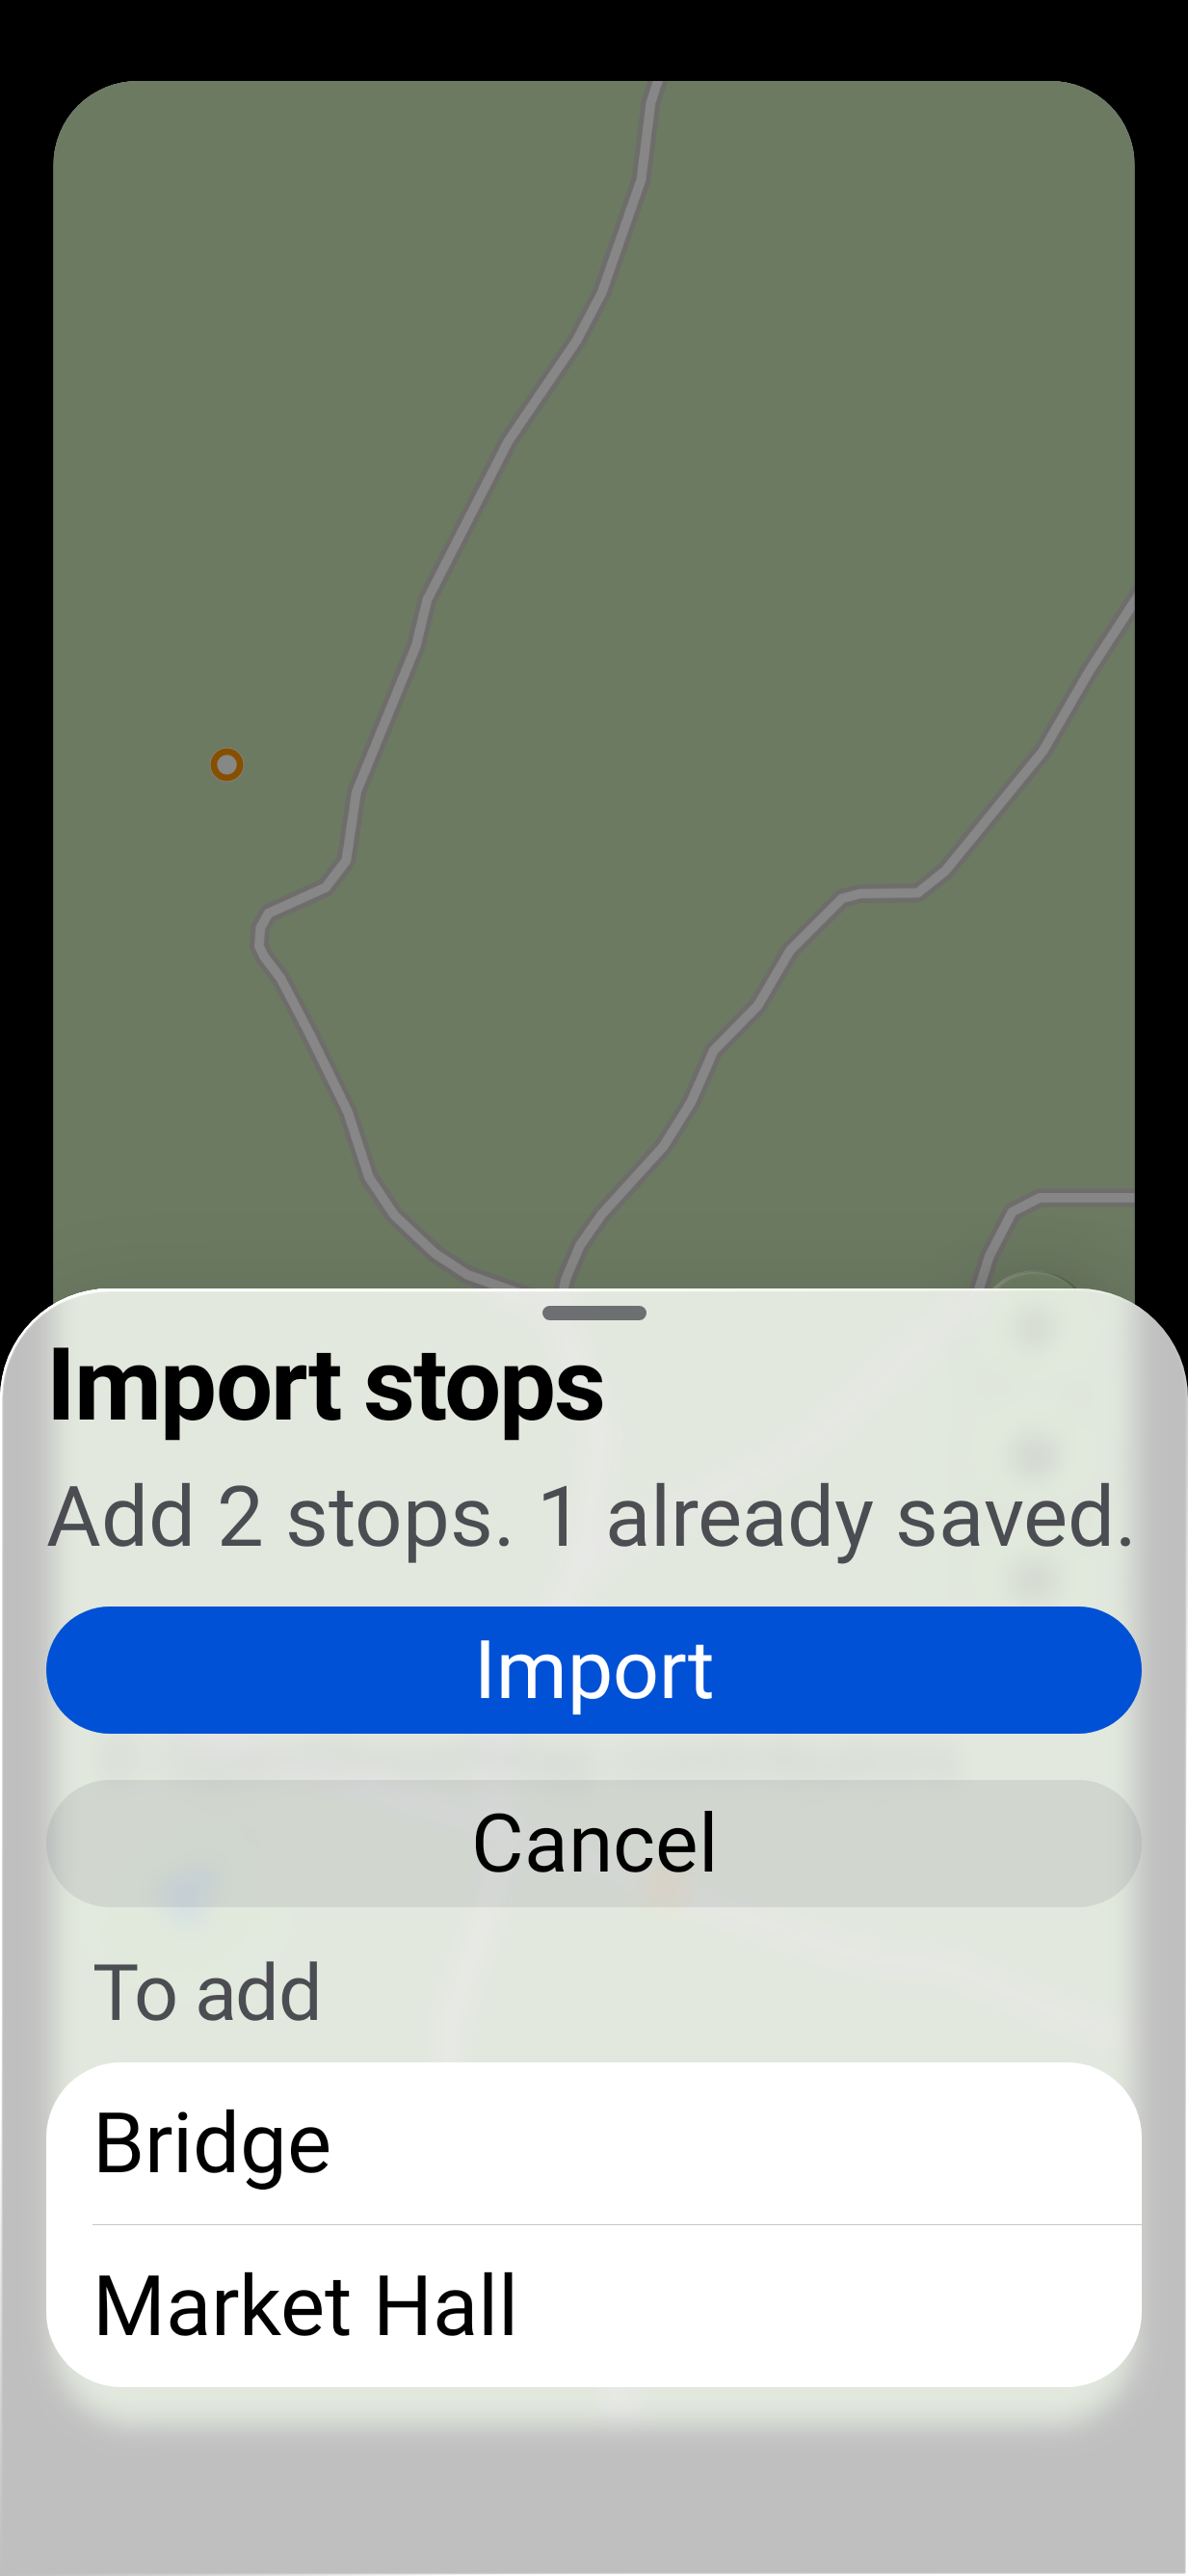 Import stops
Add 2 stops. 1 already saved.
Import
Cancel
To add
Bridge
Market Hall